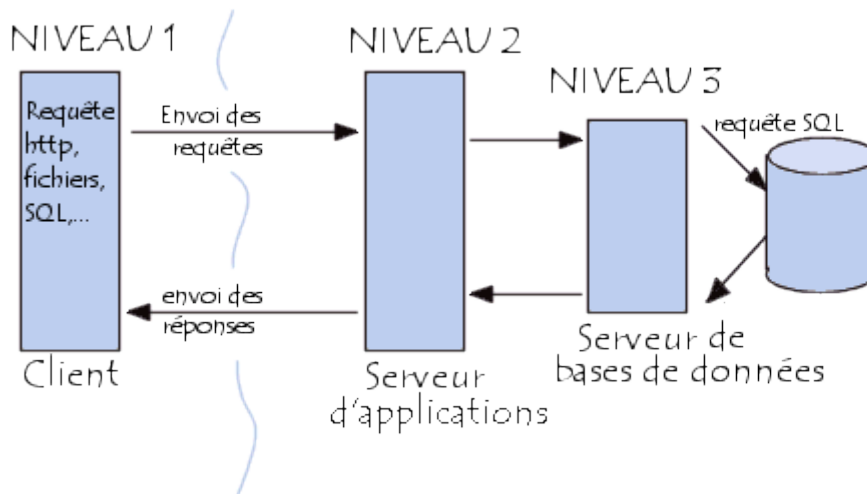 NIVEAU 1
Requête
http,
fichiers,
SQL,...
Client
Envoi des
requêtes
envoi des
réponses
NIVEAU 2
Serveur
d'applications
NIVEAU 3
Serveur de
bases de données
requête SQL